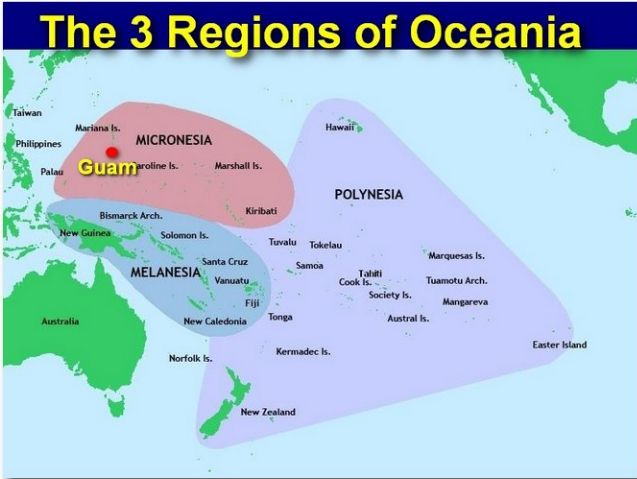 The 3 Regions of Oceania
Taiwan
Mariana Is.
Hawaii
Philippines
MICRONESIA
Guam
Caroline Is.
Marshall Is.
Palau
POLYNESIA
Kiribati
Bismarck Arch.
New Guinea
Solomon Is.
Tuvalu
Tokelau
Marquesas Is.
Santa Cruz
Samoa
MELANESIA
Vanuatu
Tahiti
Cook Is.
Tuamotu Arch.
Society Is.
Fiji
Mangareva
Australia
New Caledonia
Tonga
Austral Is.
Norfolk Is.
Kermadec Is.
Easter Island
New Zealand